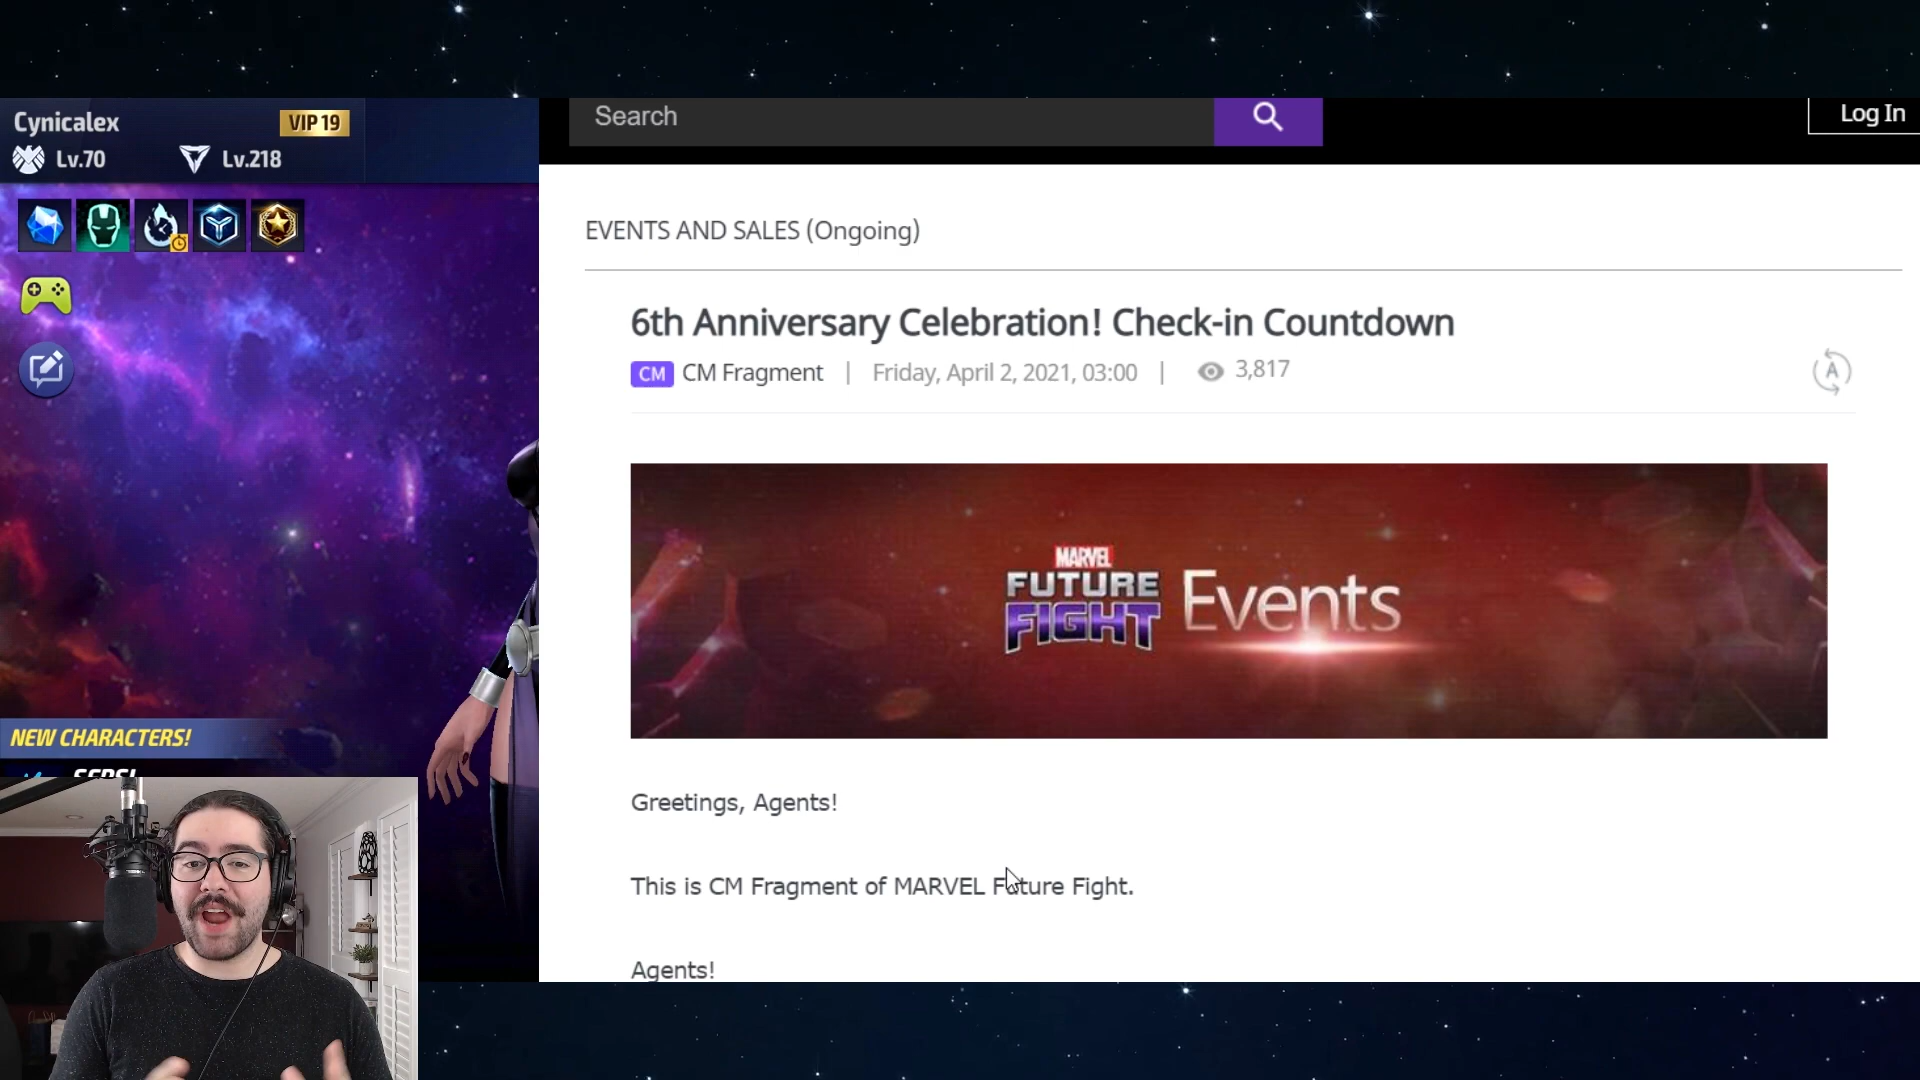 Cynicalex
VIP 19
Lv.70
Lv.218
NEW CHARACTERS!
Search
Log In
EVENTS AND SALES (Ongoing)
6th Anniversary Celebration! Check-in Countdown
CM CM Fragment | Friday, April 2, 2021, 03:00 | 3,817
A
MARVEL
FUTURE
FIGHT
Events
Greetings, Agents!
This is CM Fragment of MARVEL Future Fight.
Agents!